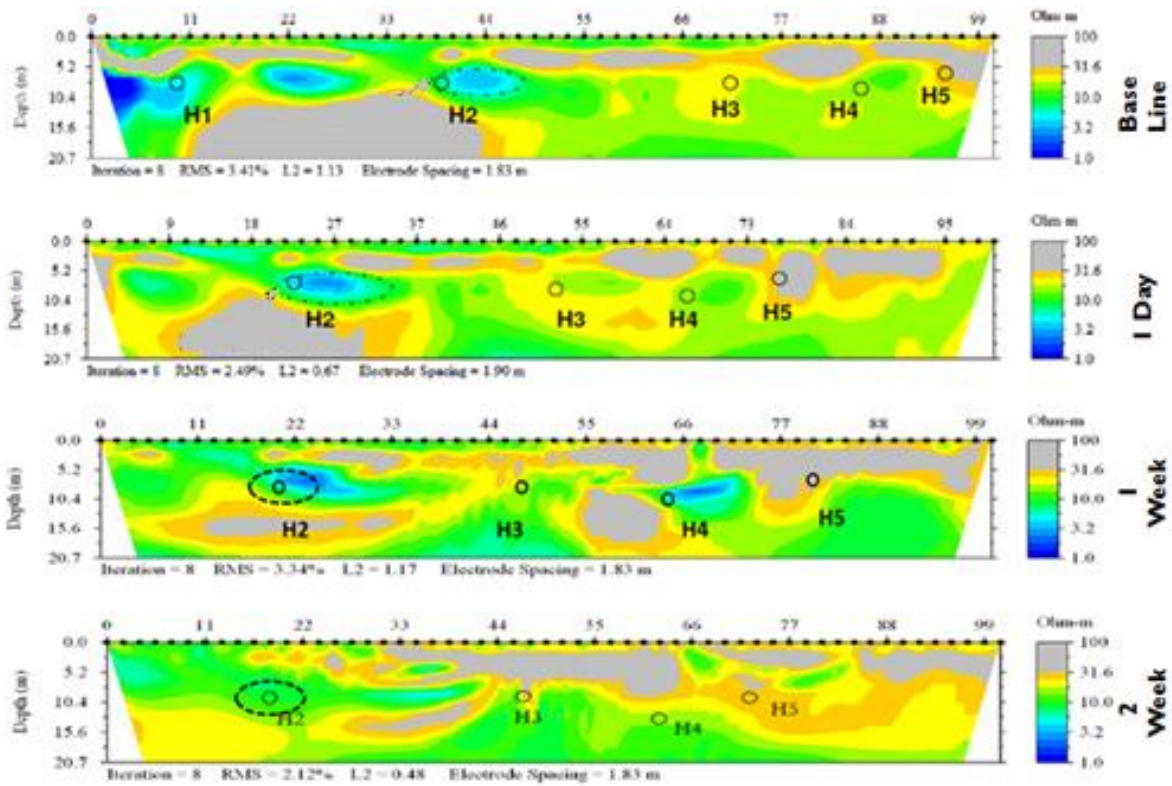 0 11 22 33 44 55 66 77 88 99 Ohm m
0.0 100
5.2 31.6
10.4 10.0
15.6 3.2
20.7 1.0
Depth (m)
H1 H2 H3 H4 H5
Base
Line
Iteration = 8 RMS = 3.41% L2 = 1.13 Electrode Spacing = 1.83 m
0 9 18 27 37 46 55 64 73 84 95 Ohm m
0.0 100
5.2 31.6
10.4 10.0
15.6 3.2
20.7 1.0
Depth (m)
H2 H3 H4 H5
1 Day
Iteration = 8 RMS = 2.49% L2 = 0.67 Electrode Spacing = 1.90 m
0 11 22 33 44 55 66 77 88 99 Ohm-m
0.0 100
5.2 31.6
10.4 10.0
15.6 3.2
20.7 1.0
Depth (m)
H2 H3 H4 H5
1
Week
Iteration = 8 RMS = 3.34% L2 = 1.17 Electrode Spacing = 1.83 m
0 11 22 33 44 55 66 77 88 99 Ohm-m
0.0 100
5.2 31.6
10.4 10.0
15.6 3.2
20.7 1.0
Depth (m)
H2 H3 H4 H5
2
Week
Iteration = 8 RMS = 2.12% L2 = 0.48 Electrode Spacing = 1.83 m